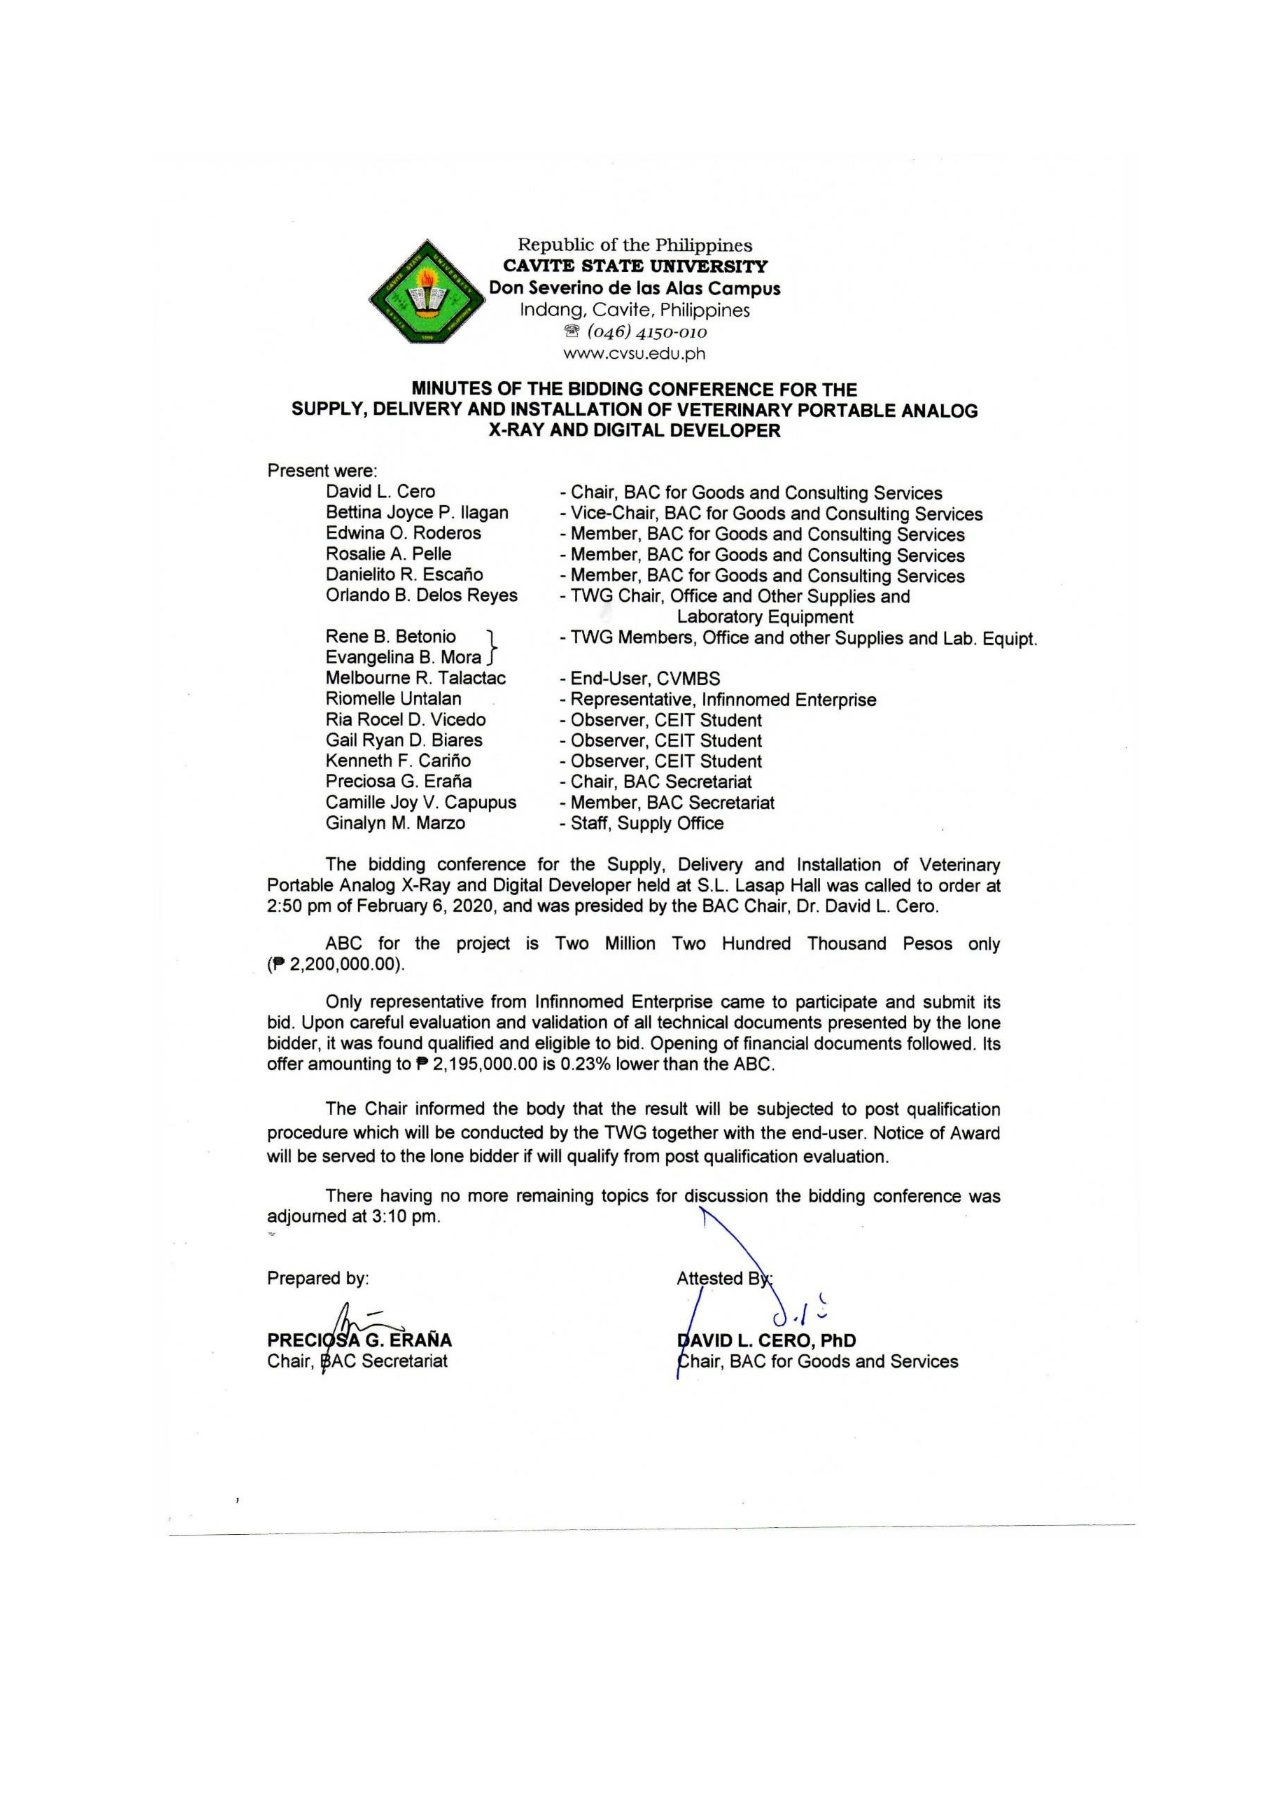 Republic of the Philippines
CAVITE STATE UNIVERSITY
Don Severino de las Alas Campus
Indang, Cavite, Philippines
☏ (046) 4150-010
www.cvsu.edu.ph
MINUTES OF THE BIDDING CONFERENCE FOR THE
SUPPLY, DELIVERY AND INSTALLATION OF VETERINARY PORTABLE ANALOG
X-RAY AND DIGITAL DEVELOPER
Present were:
David L. Cero - Chair, BAC for Goods and Consulting Services
Bettina Joyce P. Ilagan - Vice-Chair, BAC for Goods and Consulting Services
Edwina O. Roderos - Member, BAC for Goods and Consulting Services
Rosalie A. Pelle - Member, BAC for Goods and Consulting Services
Danielito R. Escaño - Member, BAC for Goods and Consulting Services
Orlando B. Delos Reyes - TWG Chair, Office and Other Supplies and
Laboratory Equipment
Rene B. Betonio - TWG Members, Office and other Supplies and Lab. Equipt.
Evangelina B. Mora
Melbourne R. Talactac - End-User, CVMBS
Riomelle Untalan - Representative, Infinnomed Enterprise
Ria Rocel D. Vicedo - Observer, CEIT Student
Gail Ryan D. Biares - Observer, CEIT Student
Kenneth F. Cariño - Observer, CEIT Student
Preciosa G. Eraña - Chair, BAC Secretariat
Camille Joy V. Capupus - Member, BAC Secretariat
Ginalyn M. Marzo - Staff, Supply Office
The bidding conference for the Supply, Delivery and Installation of Veterinary
Portable Analog X-Ray and Digital Developer held at S.L. Lasap Hall was called to order at
2:50 pm of February 6, 2020, and was presided by the BAC Chair, Dr. David L. Cero.
ABC for the project is Two Million Two Hundred Thousand Pesos only
(₱ 2,200,000.00).
Only representative from Infinnomed Enterprise came to participate and submit its
bid. Upon careful evaluation and validation of all technical documents presented by the lone
bidder, it was found qualified and eligible to bid. Opening of financial documents followed. Its
offer amounting to ₱ 2,195,000.00 is 0.23% lower than the ABC.
The Chair informed the body that the result will be subjected to post qualification
procedure which will be conducted by the TWG together with the end-user. Notice of Award
will be served to the lone bidder if will qualify from post qualification evaluation.
There having no more remaining topics for discussion the bidding conference was
adjourned at 3:10 pm.
Prepared by: Attested By:
PRECIOSA G. ERAÑA DAVID L. CERO, PhD
Chair, BAC Secretariat Chair, BAC for Goods and Services